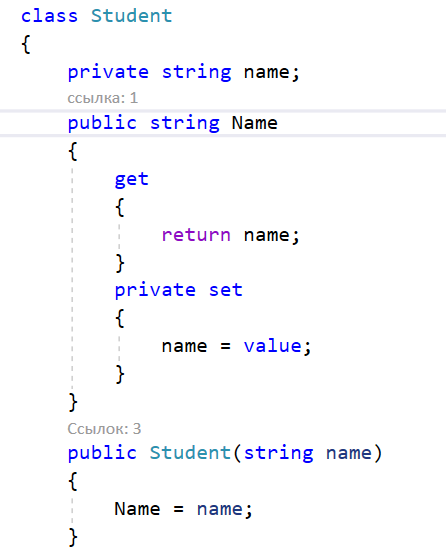 class Student
{
private string name;
ссылка: 1
public string Name
{
get
{
return name;
}
private set
{
name = value;
}
}
Ссылок: 3
public Student(string name)
{
Name = name;
}